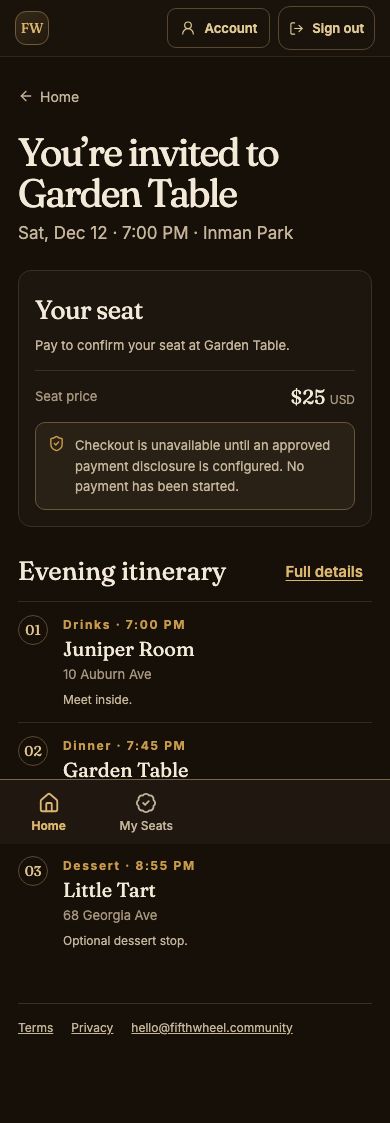 FW
Account
Sign out
Home
You're invited to
Garden Table
Sat, Dec 12 · 7:00 PM · Inman Park
Your seat
Pay to confirm your seat at Garden Table.
Seat price
$25 USD
Checkout is unavailable until an approved
payment disclosure is configured. No
payment has been started.
Evening itinerary
Full details
01
Drinks · 7:00 PM
Juniper Room
10 Auburn Ave
Meet inside.
02
Dinner · 7:45 PM
Garden Table
Home
My Seats
03
Dessert · 8:55 PM
Little Tart
68 Georgia Ave
Optional dessert stop.
Terms
Privacy
hello@fifthwheel.community